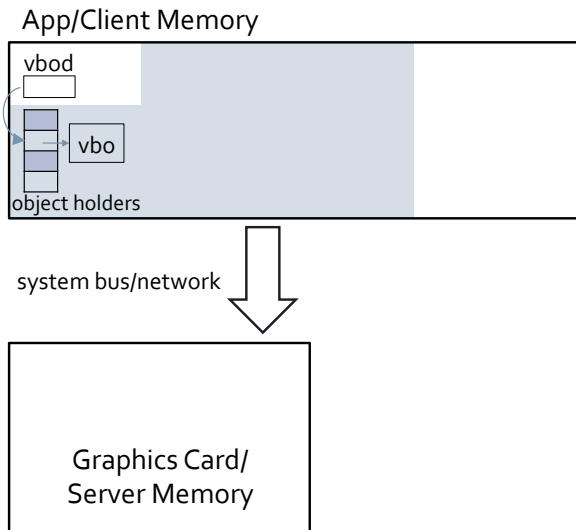 App/Client Memory
vbod
vbo
object holders
system bus/network
Graphics Card/
Server Memory